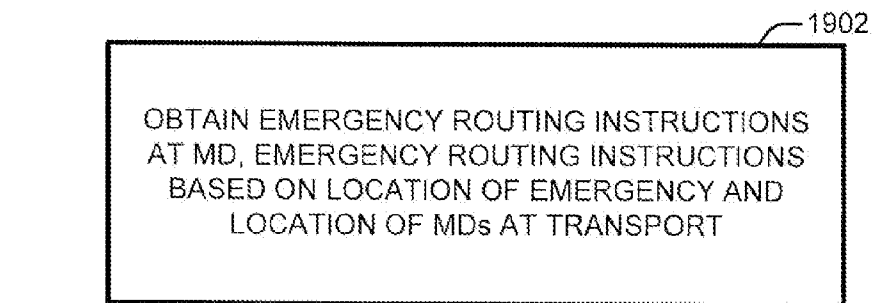 1902
OBTAIN EMERGENCY ROUTING INSTRUCTIONS
AT MD, EMERGENCY ROUTING INSTRUCTIONS
BASED ON LOCATION OF EMERGENCY AND
LOCATION OF MDs AT TRANSPORT